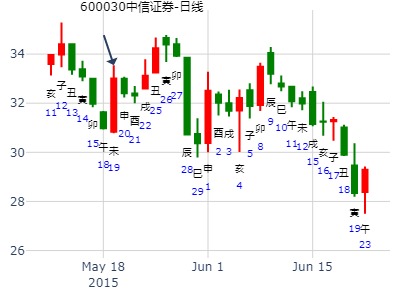 600030中信证券-日线
34
32
30
28
26
亥
11
子
12
丑
13
寅
14
卯
15
午
18
未
19
申
20
酉
21
戌
22
丑
25
寅
26
卯
27
辰
28
巳
29
申
1
酉
2
戌
3
亥
4
子
5
卯
8
辰
9
巳
10
午
11
未
12
戌
15
亥
16
子
17
丑
18
寅
19
午
23
May 18
2015
Jun 1
Jun 15